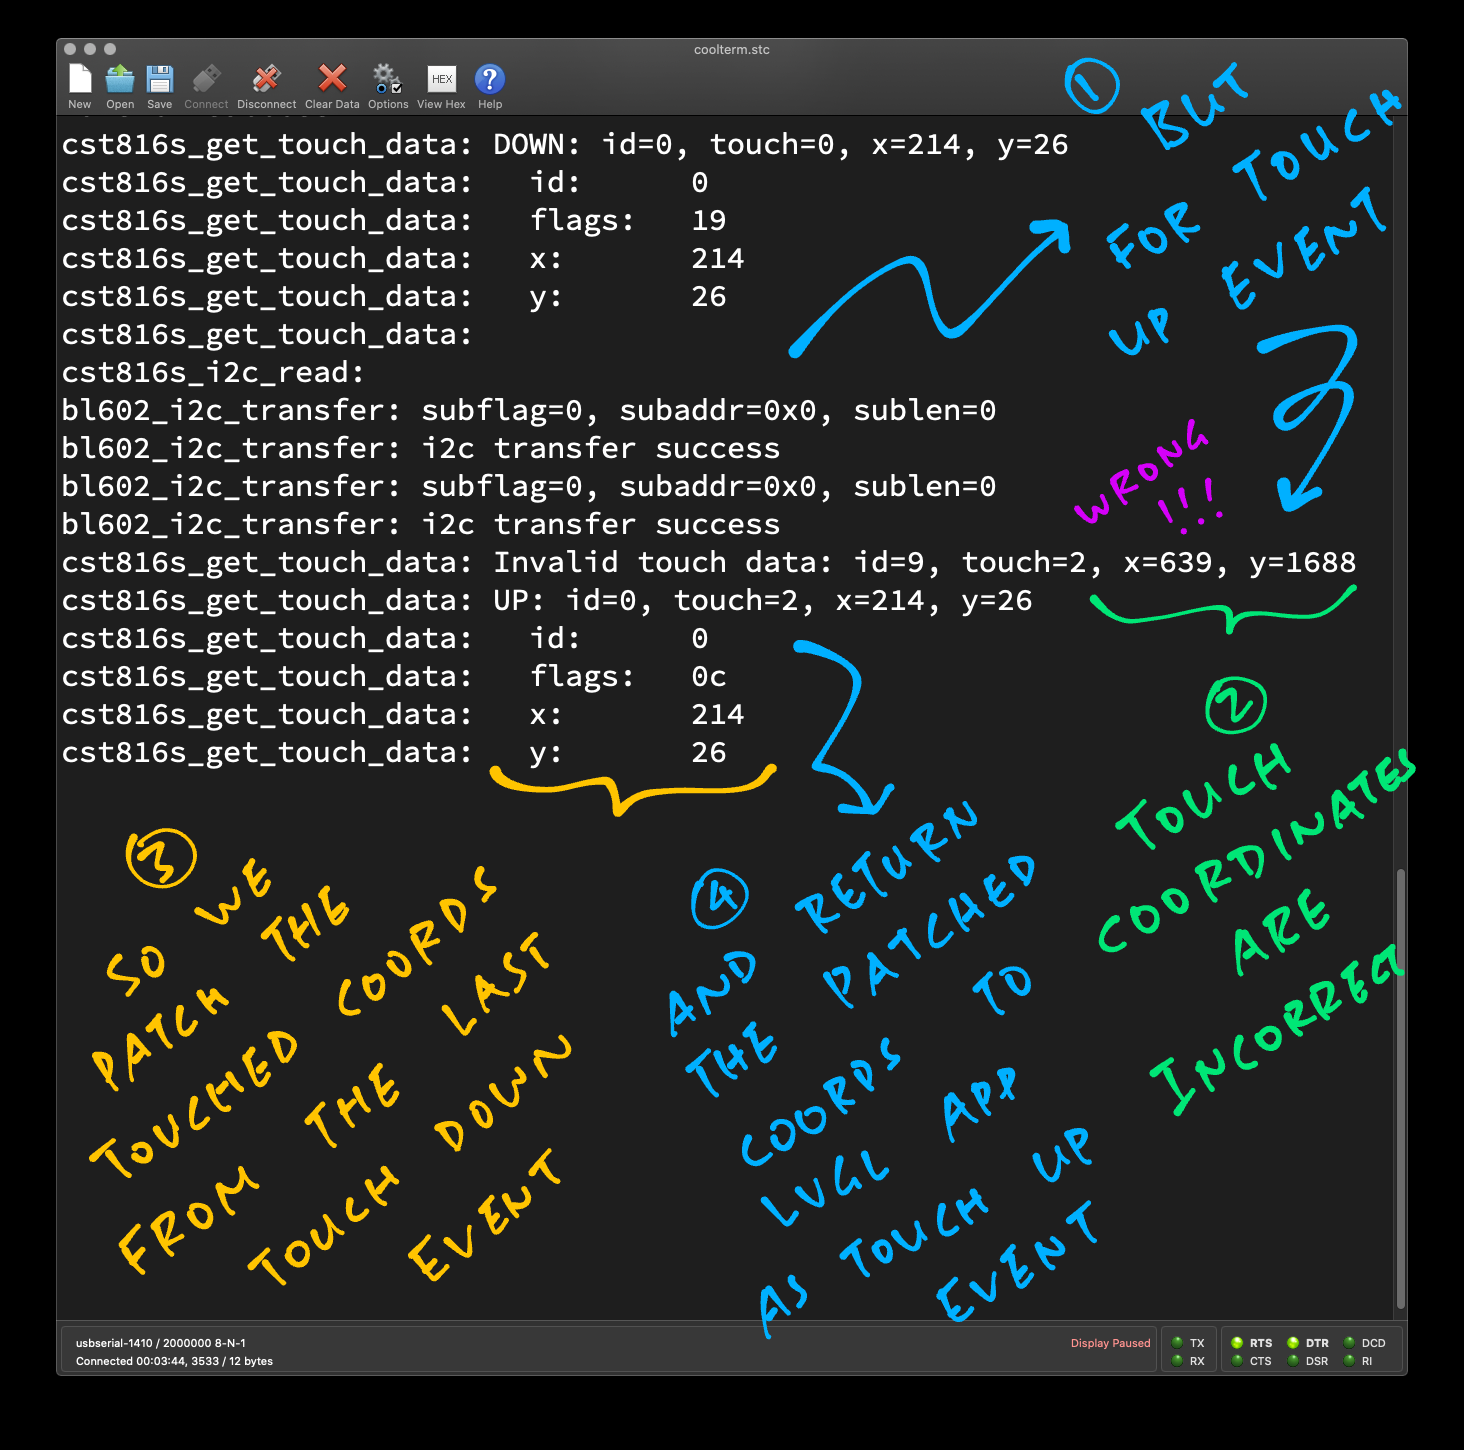 coolterm.stc
New Open Save Connect Disconnect Clear Data Options HEX View Hex ? Help
cst816s_get_touch_data: DOWN: id=0, touch=0, x=214, y=26
cst816s_get_touch_data:   id:      0
cst816s_get_touch_data:   flags:   19
cst816s_get_touch_data:   x:       214
cst816s_get_touch_data:   y:       26
cst816s_get_touch_data:
cst816s_i2c_read:
bl602_i2c_transfer: subflag=0, subaddr=0x0, sublen=0
bl602_i2c_transfer: i2c transfer success
bl602_i2c_transfer: subflag=0, subaddr=0x0, sublen=0
bl602_i2c_transfer: i2c transfer success
cst816s_get_touch_data: Invalid touch data: id=9, touch=2, x=639, y=1688
cst816s_get_touch_data: UP: id=0, touch=2, x=214, y=26
cst816s_get_touch_data:   id:      0
cst816s_get_touch_data:   flags:   0c
cst816s_get_touch_data:   x:       214
cst816s_get_touch_data:   y:       26
1
BUT
FOR TOUCH
UP EVENT
WRONG
!!!
2
TOUCH
COORDINATES
ARE
INCORRECT
3
SO WE
PATCH THE
TOUCHED COORDS
FROM THE LAST
TOUCH DOWN
EVENT
4
AND RETURN
THE PATCHED
COORDS TO
LVGL APP
AS TOUCH UP
EVENT
usbserial-1410 / 2000000 8-N-1
Connected 00:03:44, 3533 / 12 bytes
Display Paused
TX RTS DTR DCD
RX CTS DSR RI